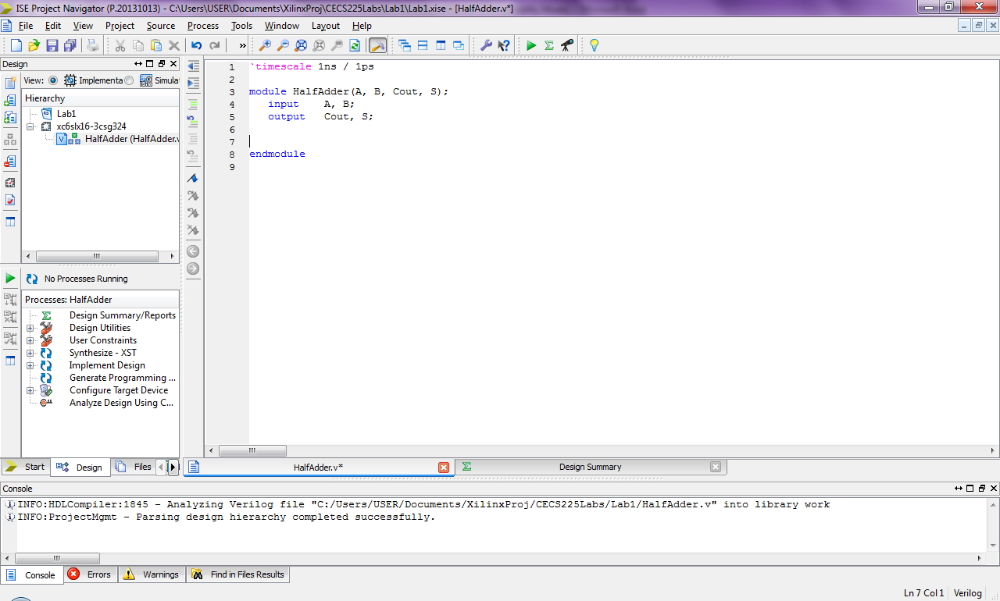 ISE Project Navigator (P.20131013) - C:\Users\USER\Documents\XilinxProj\CECS225Labs\Lab1\Lab1.xise - [HalfAdder.v*]
File Edit View Project Source Process Tools Window Layout Help
Design
View: Implementa Simula
Hierarchy
Lab1
xc6slx16-3csg324
HalfAdder (HalfAdder.v
No Processes Running
Processes: HalfAdder
Design Summary/Reports
Design Utilities
User Constraints
Synthesize - XST
Implement Design
Generate Programming ...
Configure Target Device
Analyze Design Using C...
Start Design Files
1 `timescale 1ns / 1ps
2
3 module HalfAdder(A, B, Cout, S);
4 input A, B;
5 output Cout, S;
6
7
8 endmodule
9
HalfAdder.v* Design Summary
Console
INFO:HDLCompiler:1845 - Analyzing Verilog file "C:/Users/USER/Documents/XilinxProj/CECS225Labs/Lab1/HalfAdder.v" into library work
INFO:ProjectMgmt - Parsing design hierarchy completed successfully.
Console Errors Warnings Find in Files Results
Ln 7 Col 1 Verilog